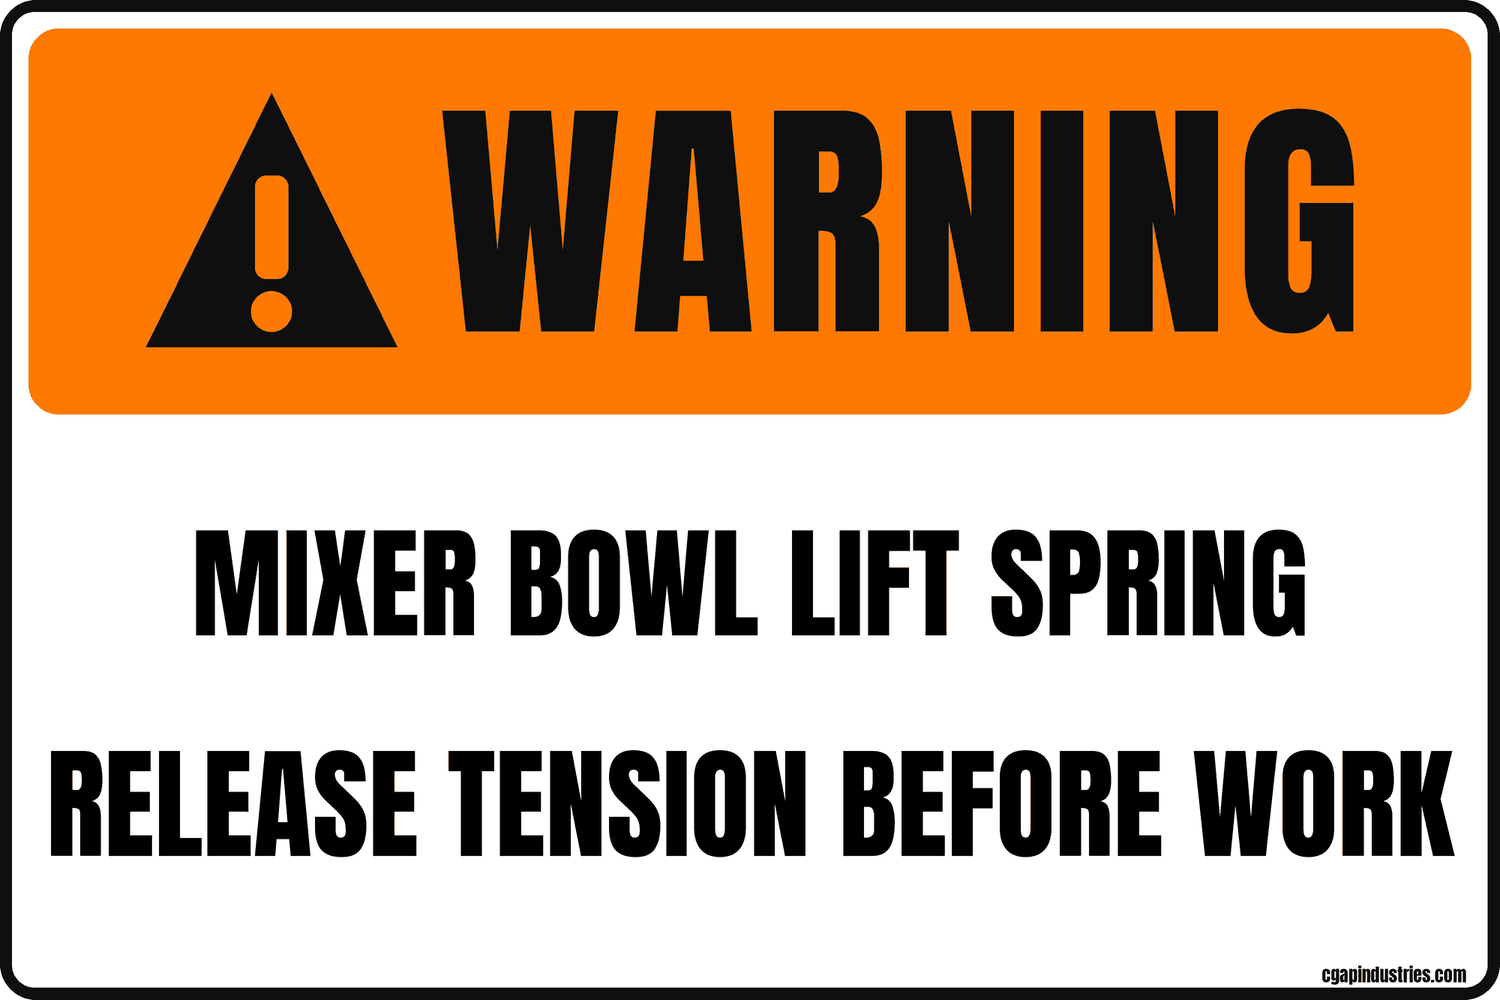 WARNING
MIXER BOWL LIFT SPRING
RELEASE TENSION BEFORE WORK
cgapindustries.com